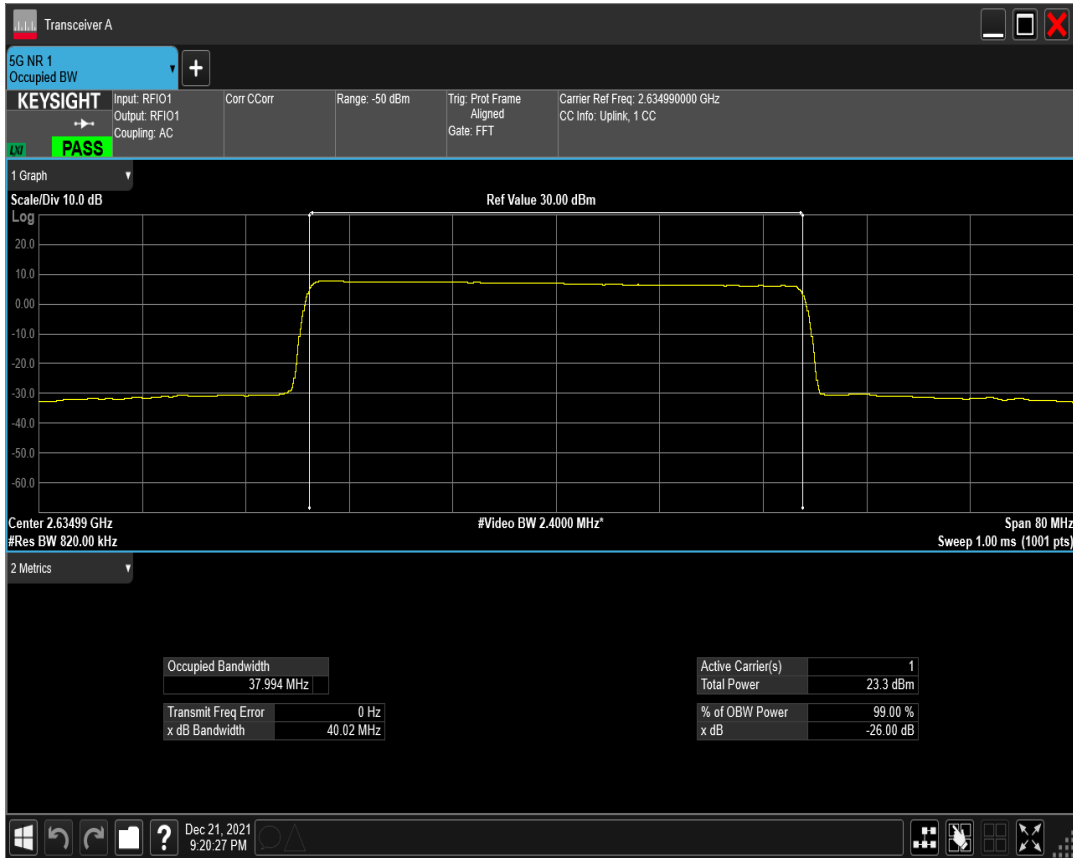 Transceiver A
5G NR 1
Occupied BW
KEYSIGHT
LXI
PASS
Input: RFIO1
Output: RFIO1
Coupling: AC
Corr CCorr
Range: -50 dBm
Trig: Prot Frame
Aligned
Gate: FFT
Carrier Ref Freq: 2.634990000 GHz
CC Info: Uplink, 1 CC
1 Graph
Scale/Div 10.0 dB
Ref Value 30.00 dBm
Log
20.0
10.0
0.00
-10.0
-20.0
-30.0
-40.0
-50.0
-60.0
Center 2.63499 GHz
#Video BW 2.4000 MHz*
Span 80 MHz
#Res BW 820.00 kHz
Sweep 1.00 ms (1001 pts)
2 Metrics
Occupied Bandwidth
37.994 MHz
Transmit Freq Error 0 Hz
x dB Bandwidth 40.02 MHz
Active Carrier(s) 1
Total Power 23.3 dBm
% of OBW Power 99.00 %
x dB -26.00 dB
?
Dec 21, 2021
9:20:27 PM